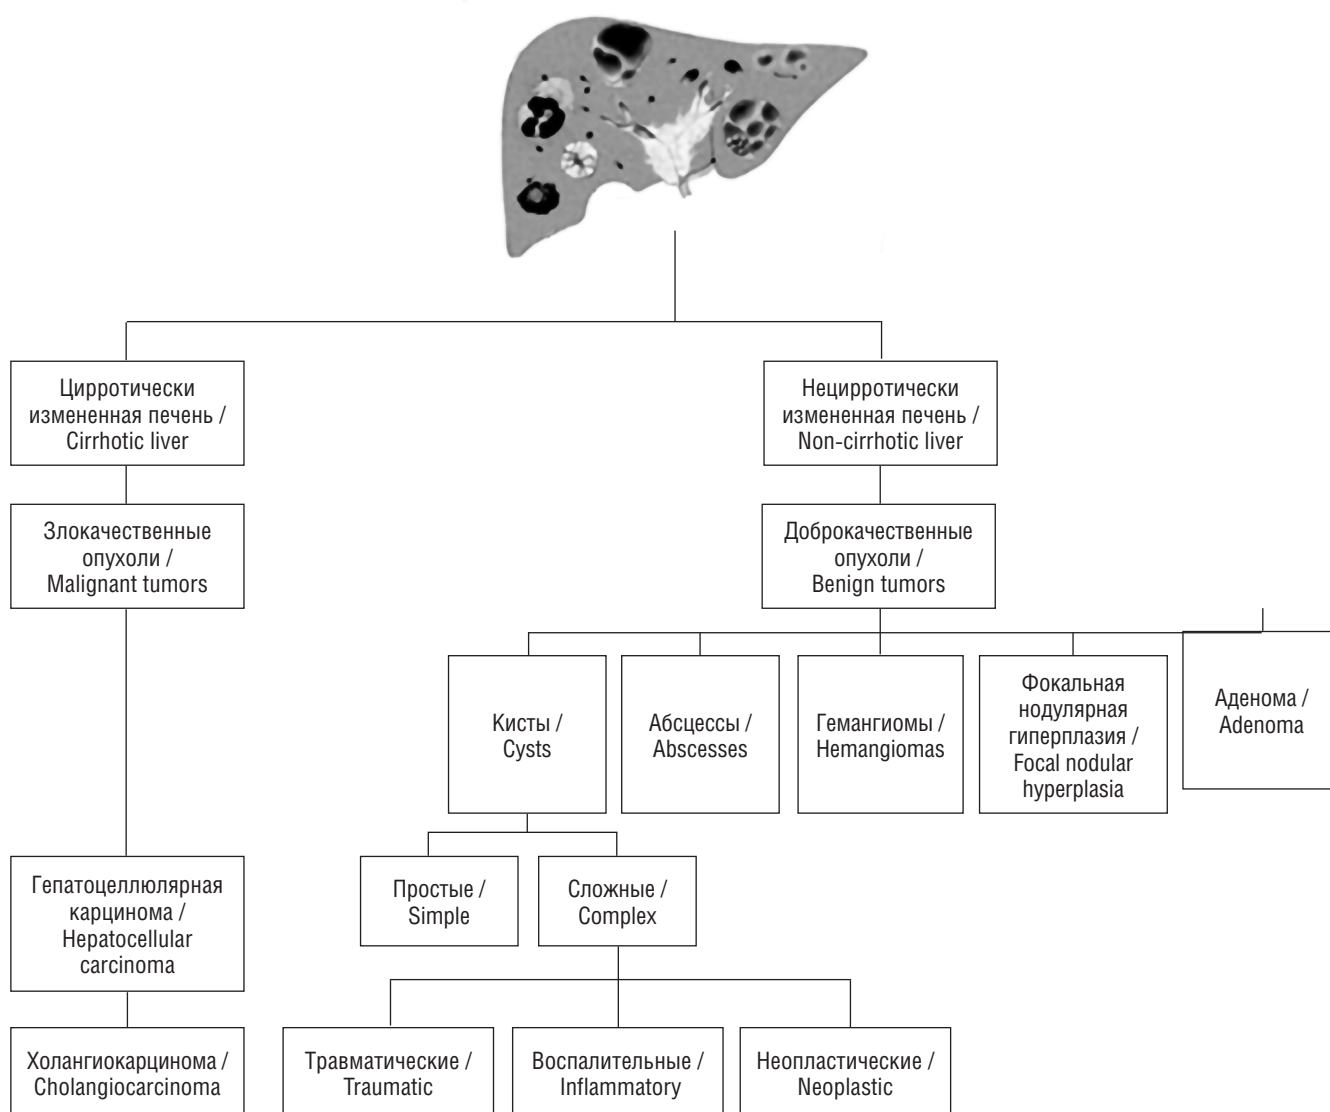 Цирротически
измененная печень /
Cirrhotic liver
Нецирротически
измененная печень /
Non-cirrhotic liver
Злокачественные
опухоли /
Malignant tumors
Доброкачественные
опухоли /
Benign tumors
Кисты /
Cysts
Абсцессы /
Abscesses
Гемангиомы /
Hemangiomas
Фокальная
нодулярная
гиперплазия /
Focal nodular
hyperplasia
Аденома /
Adenoma
Гепатоцеллюлярная
карцинома /
Hepatocellular
carcinoma
Простые /
Simple
Сложные /
Complex
Холангиокарцинома /
Cholangiocarcinoma
Травматические /
Traumatic
Воспалительные /
Inflammatory
Неопластические /
Neoplastic